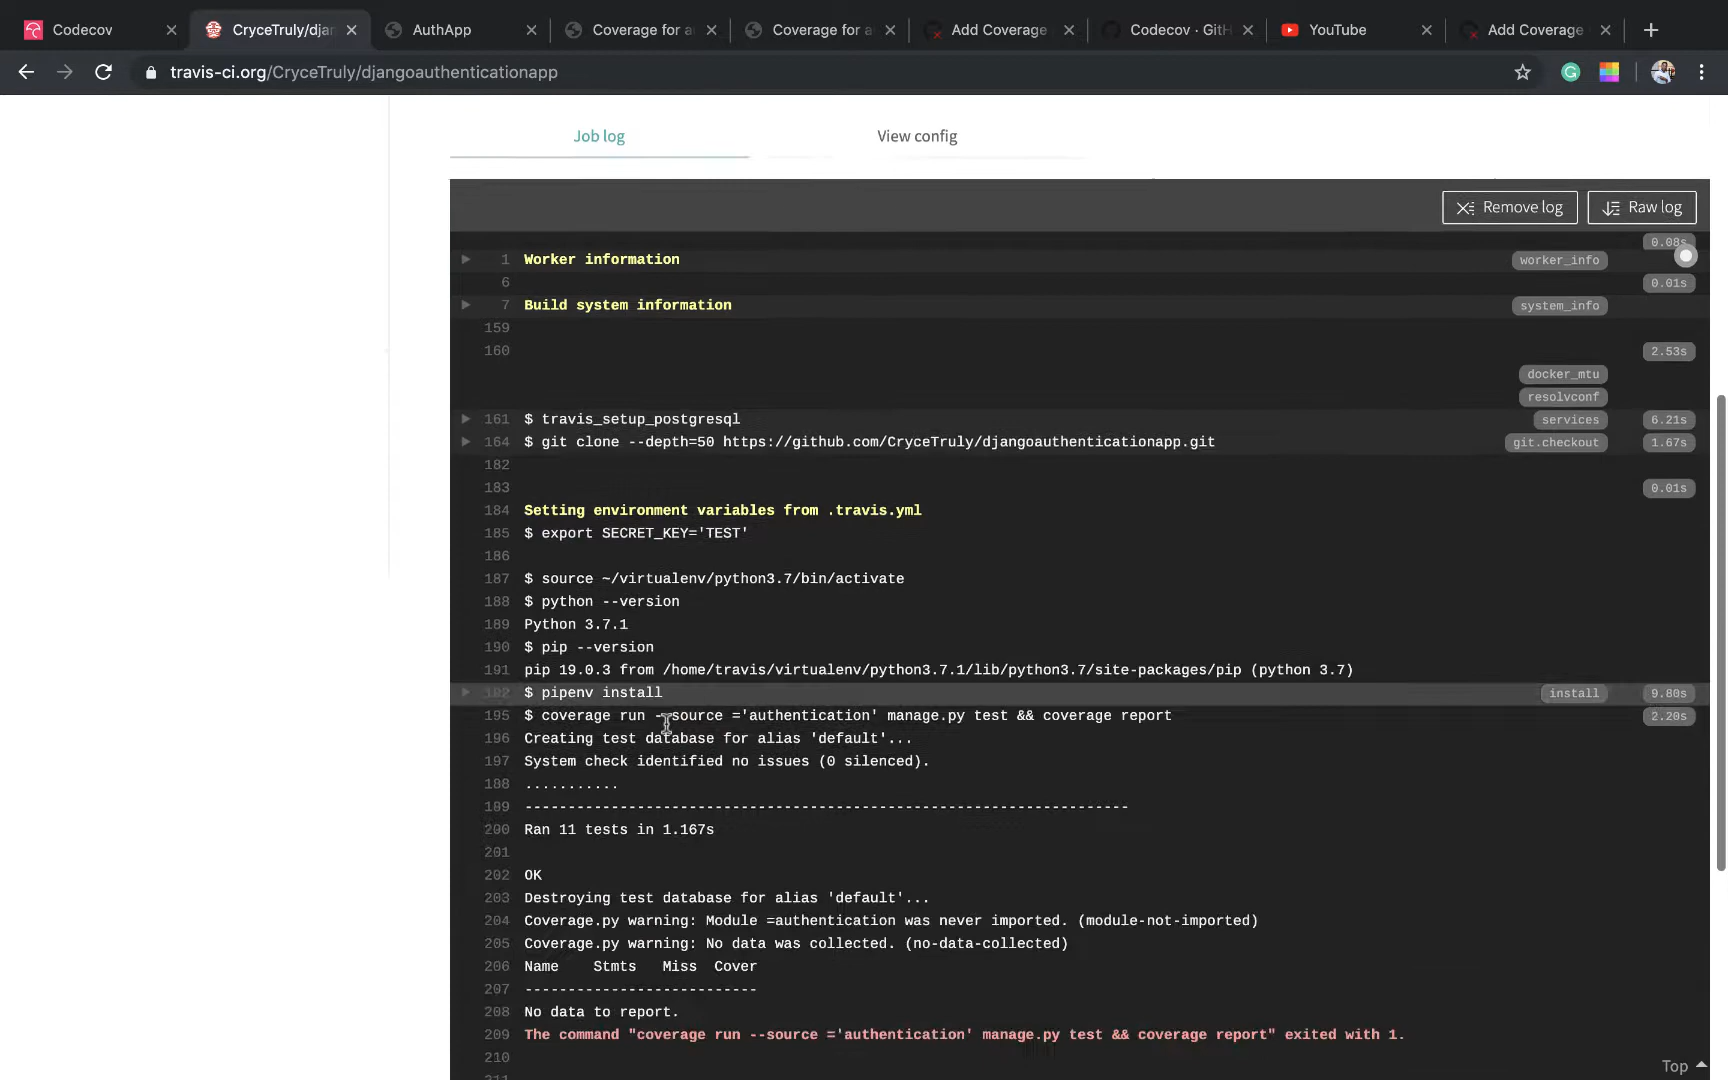 Codecov
CryceTruly/djan
AuthApp
Coverage for a
Coverage for a
Add Coverage
Codecov · GitH
YouTube
Add Coverage
travis-ci.org/CryceTruly/djangoauthenticationapp
Job log
View config
Remove log
Raw log
0.08s
1 Worker information worker_info
6 0.01s
7 Build system information system_info
159
160 2.53s
docker_mtu
resolvconf
161 $ travis_setup_postgresql services 6.21s
164 $ git clone --depth=50 https://github.com/CryceTruly/djangoauthenticationapp.git git.checkout 1.67s
182
183 0.01s
184 Setting environment variables from .travis.yml
185 $ export SECRET_KEY='TEST'
186
187 $ source ~/virtualenv/python3.7/bin/activate
188 $ python --version
189 Python 3.7.1
190 $ pip --version
191 pip 19.0.3 from /home/travis/virtualenv/python3.7.1/lib/python3.7/site-packages/pip (python 3.7)
192 $ pipenv install install 9.80s
195 $ coverage run --source ='authentication' manage.py test && coverage report 2.20s
196 Creating test database for alias 'default'...
197 System check identified no issues (0 silenced).
198 ...........
199 ----------------------------------------------------------------------
200 Ran 11 tests in 1.167s
201
202 OK
203 Destroying test database for alias 'default'...
204 Coverage.py warning: Module =authentication was never imported. (module-not-imported)
205 Coverage.py warning: No data was collected. (no-data-collected)
206 Name Stmts Miss Cover
207 ---------------------------
208 No data to report.
209 The command "coverage run --source ='authentication' manage.py test && coverage report" exited with 1.
210
Top